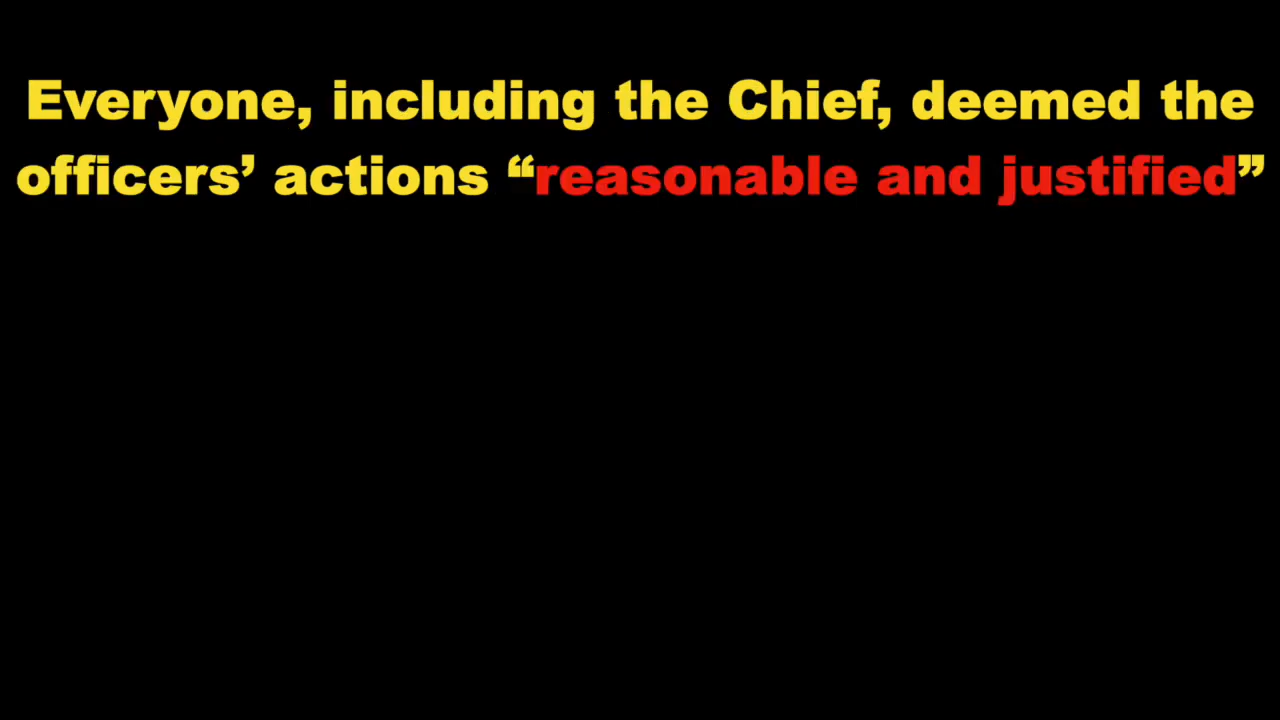 Everyone, including the Chief, deemed the
officers’ actions “reasonable and justified”